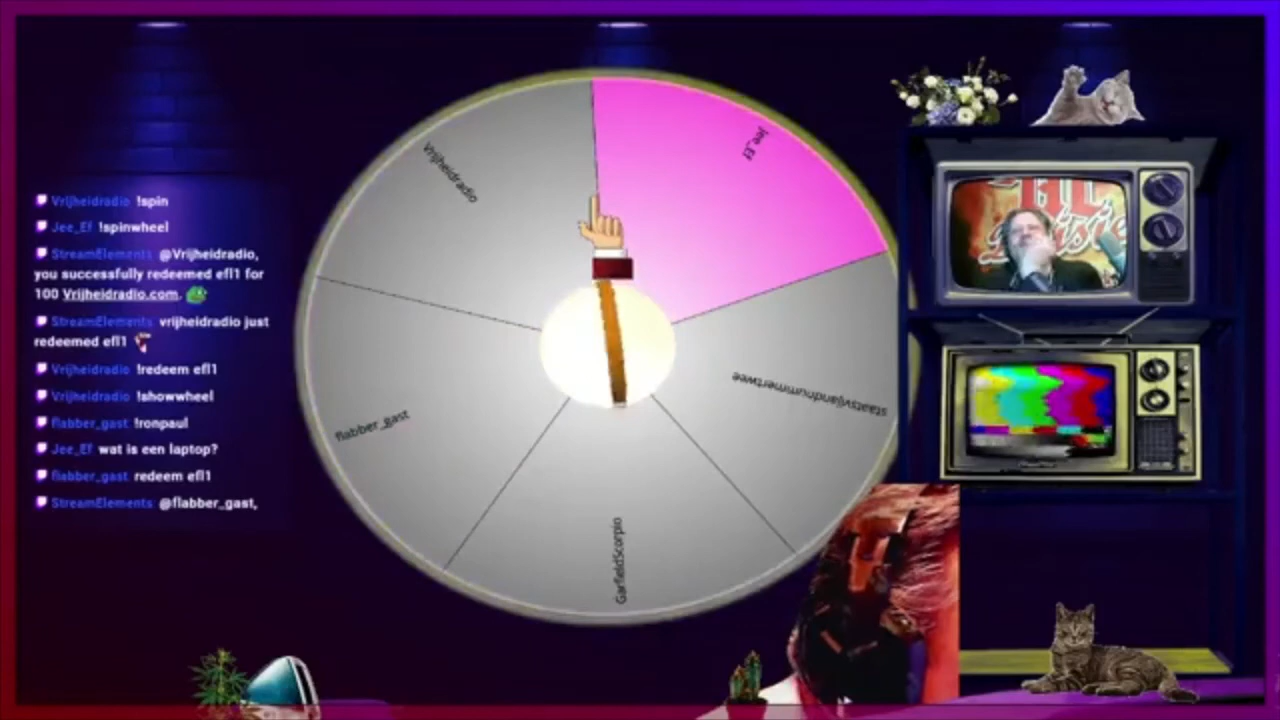 Vrijheidradio !spin
Jee_Ef !spinwheel
StreamElements @Vrijheidradio,
you successfully redeemed efl1 for
100 Vrijheidradio.com.
StreamElements vrijheidradio just
redeemed efl1
Vrijheidradio !redeem efl1
Vrijheidradio !showwheel
flabber_gast !ronpaul
Jee_Ef wat is een laptop?
flabber_gast redeem efl1
StreamElements @flabber_gast,
Vrijheidradio
Jee_Ef
staatsvijandnummertwee
GarfieldScorpio
flabber_gast